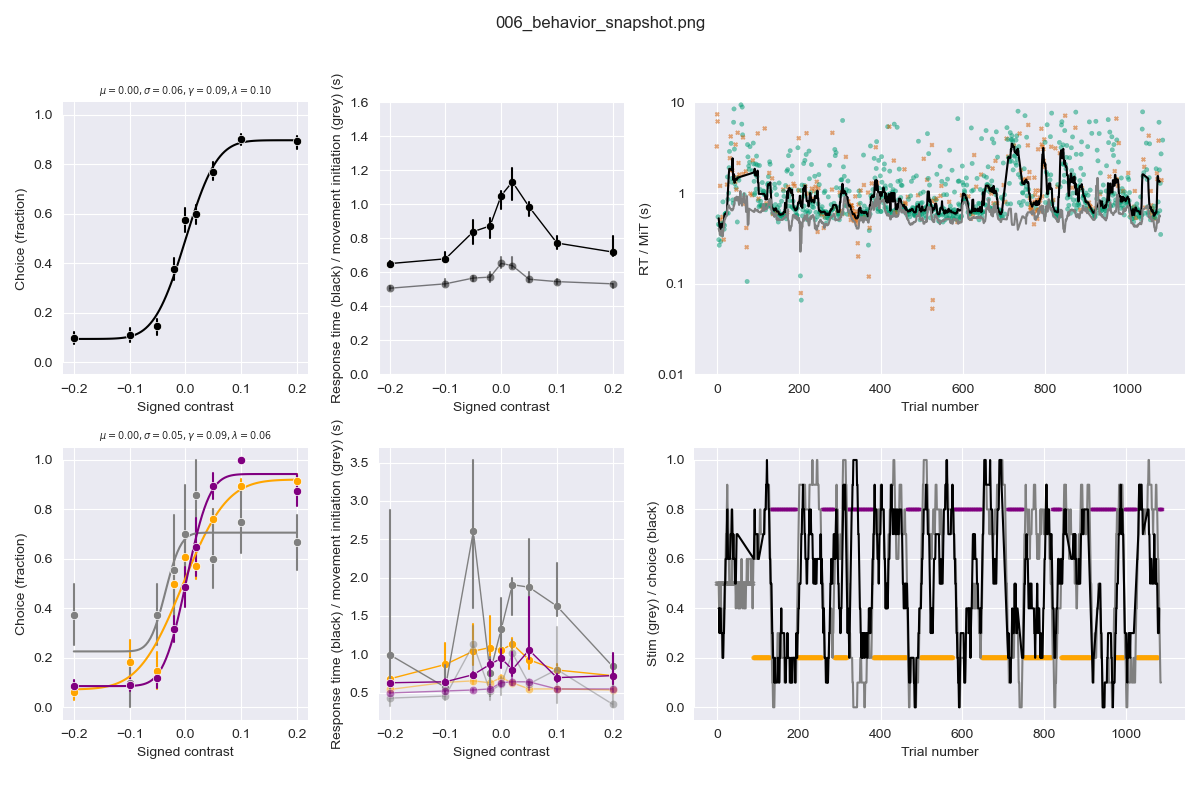 006_behavior_snapshot.png
μ = 0.00, σ = 0.06, γ = 0.09, λ = 0.10
Choice (fraction)
1.0
0.8
0.6
0.4
0.2
0.0
−0.2 −0.1 0.0 0.1 0.2
Signed contrast
Response time (black) / movement initiation (grey) (s)
1.6
1.4
1.2
1.0
0.8
0.6
0.4
0.2
0.0
−0.2 −0.1 0.0 0.1 0.2
Signed contrast
RT / MiT (s)
10
1
0.1
0.01
0 200 400 600 800 1000
Trial number
μ = 0.00, σ = 0.05, γ = 0.09, λ = 0.06
Choice (fraction)
1.0
0.8
0.6
0.4
0.2
0.0
−0.2 −0.1 0.0 0.1 0.2
Signed contrast
Response time (black) / movement initiation (grey) (s)
3.5
3.0
2.5
2.0
1.5
1.0
0.5
−0.2 −0.1 0.0 0.1 0.2
Signed contrast
Stim (grey) / choice (black)
1.0
0.8
0.6
0.4
0.2
0.0
0 200 400 600 800 1000
Trial number